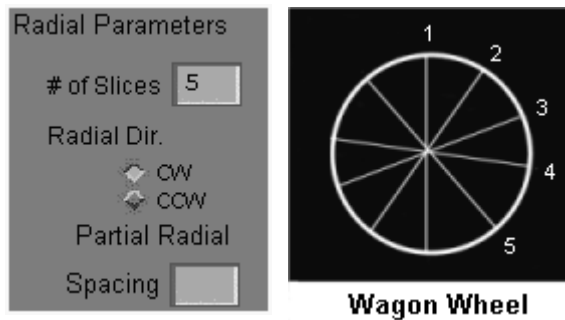 Radial Parameters
# of Slices 5
Radial Dir.
CW
CCW
Partial Radial
Spacing
1
2
3
4
5
Wagon Wheel